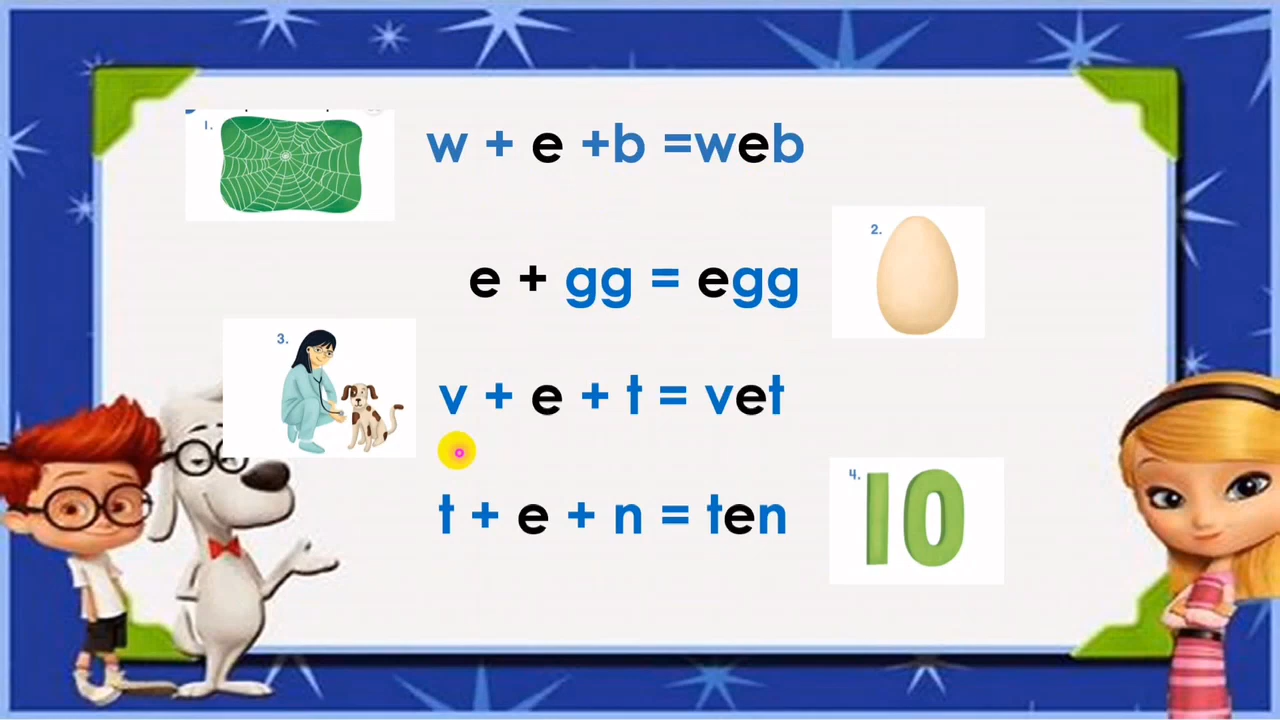 1.
w + e +b =web
2.
e + gg = egg
3.
v + e + t = vet
4.
t + e + n = ten
10